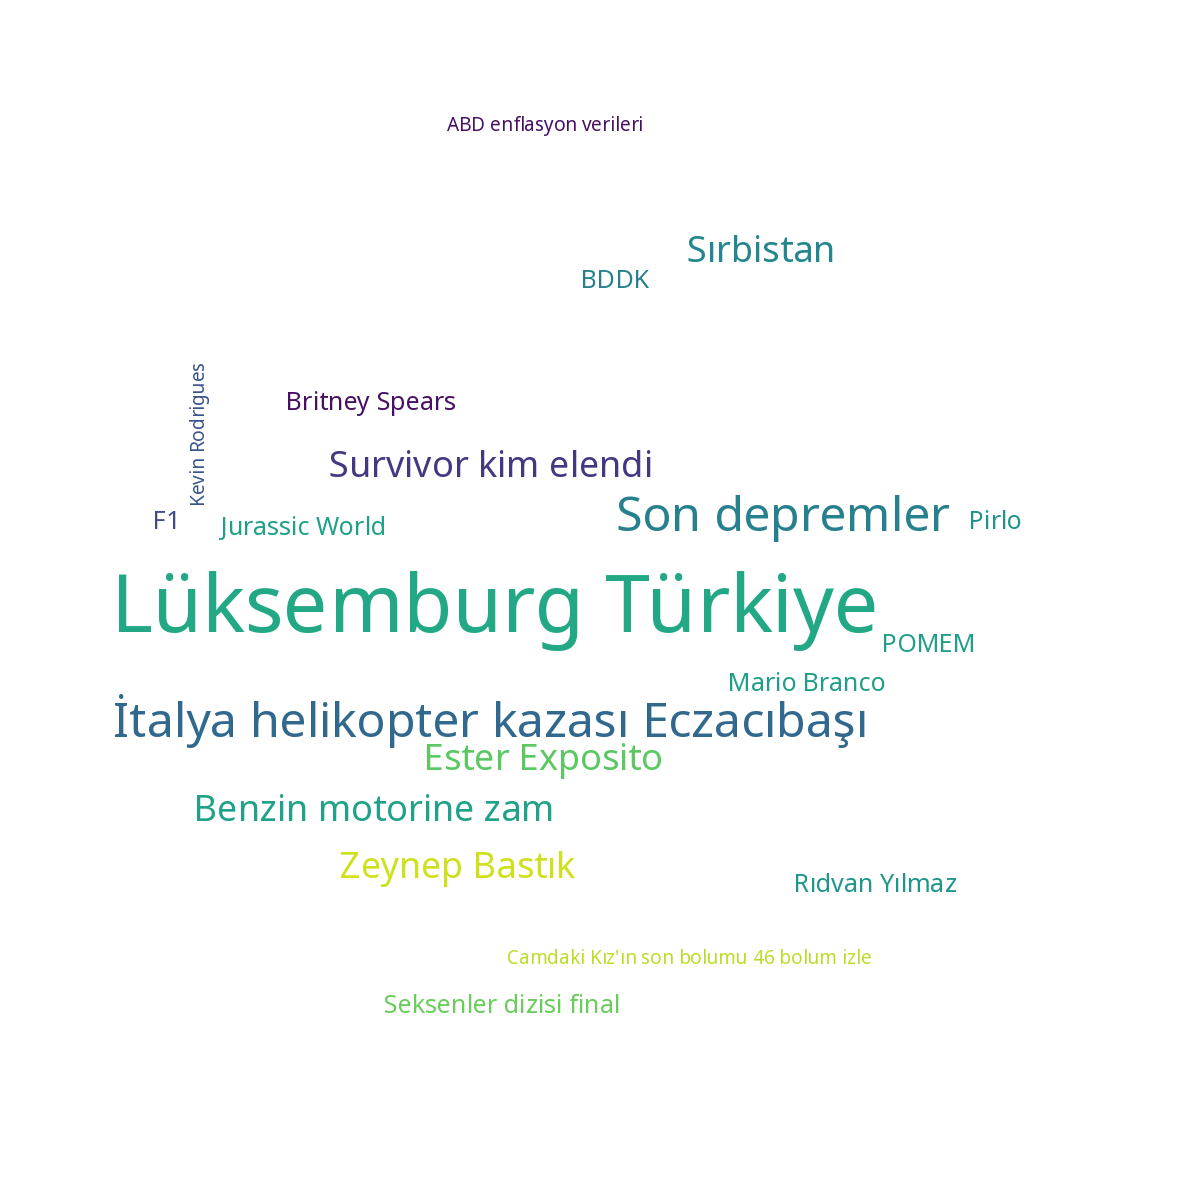 ABD enflasyon verileri
Sırbistan
BDDK
Kevin Rodrigues
Britney Spears
Survivor kim elendi
Son depremler
F1
Jurassic World
Pirlo
Lüksemburg Türkiye
POMEM
Mario Branco
İtalya helikopter kazası Eczacıbaşı
Ester Exposito
Benzin motorine zam
Zeynep Bastık
Rıdvan Yılmaz
Camdaki Kız'ın son bolumu 46 bolum izle
Seksenler dizisi final